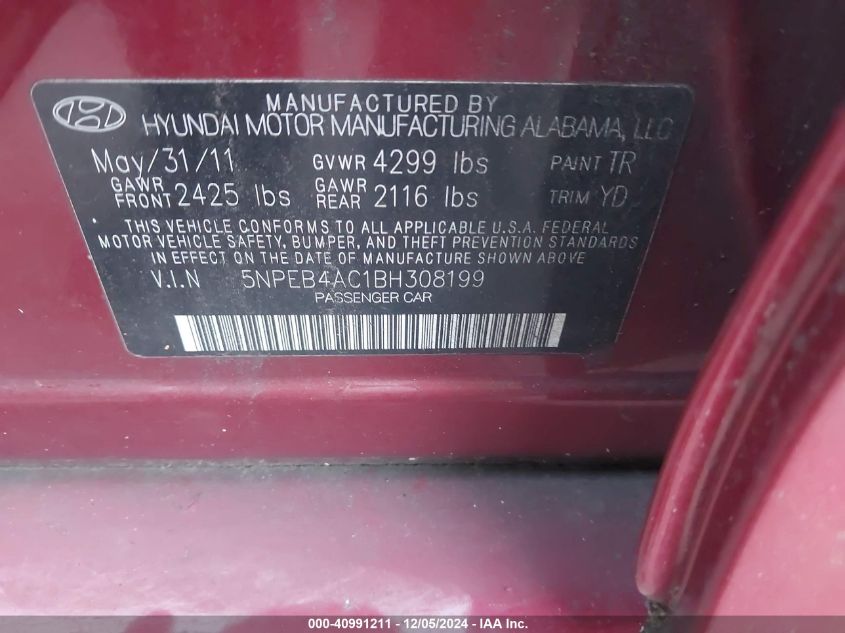 MANUFACTURED BY
HYUNDAI MOTOR MANUFACTURING ALABAMA, LLC
May/31/11 GVWR 4299 lbs PAINT TR
GAWR FRONT 2425 lbs GAWR REAR 2116 lbs TRIM YD
THIS VEHICLE CONFORMS TO ALL APPLICABLE U.S.A. FEDERAL
MOTOR VEHICLE SAFETY, BUMPER, AND THEFT PREVENTION STANDARDS
IN EFFECT ON THE DATE OF MANUFACTURE SHOWN ABOVE
V.I.N 5NPEB4AC1BH308199
PASSENGER CAR
000-40991211 - 12/05/2024 - IAA Inc.